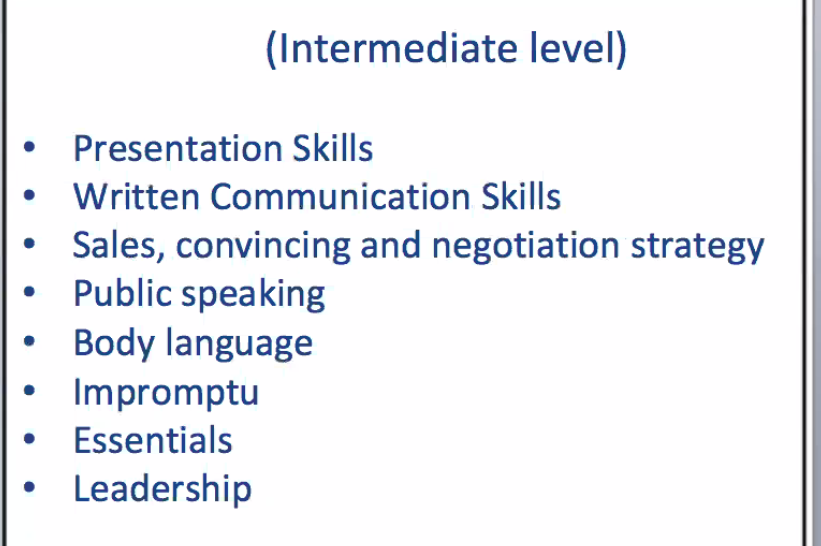 (Intermediate level)
• Presentation Skills
• Written Communication Skills
• Sales, convincing and negotiation strategy
• Public speaking
• Body language
• Impromptu
• Essentials
• Leadership